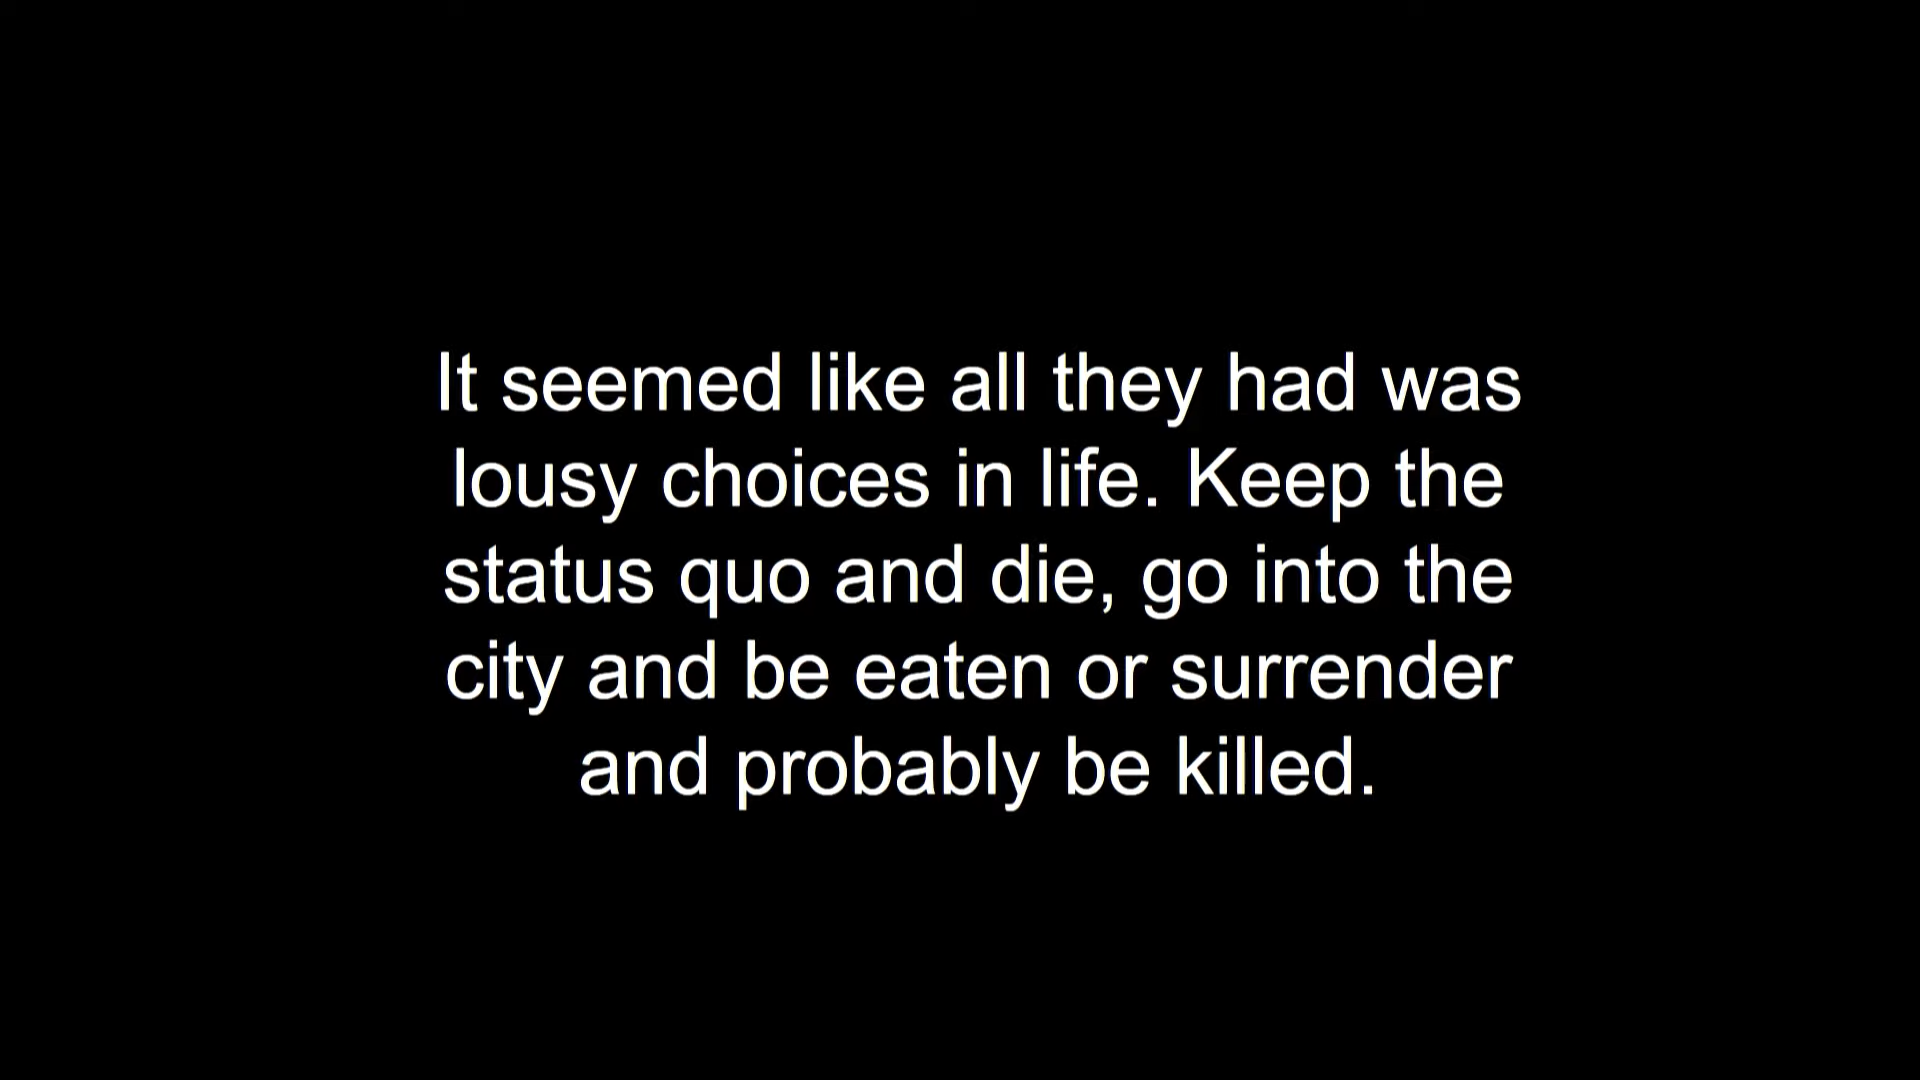 It seemed like all they had was
lousy choices in life. Keep the
status quo and die, go into the
city and be eaten or surrender
and probably be killed.